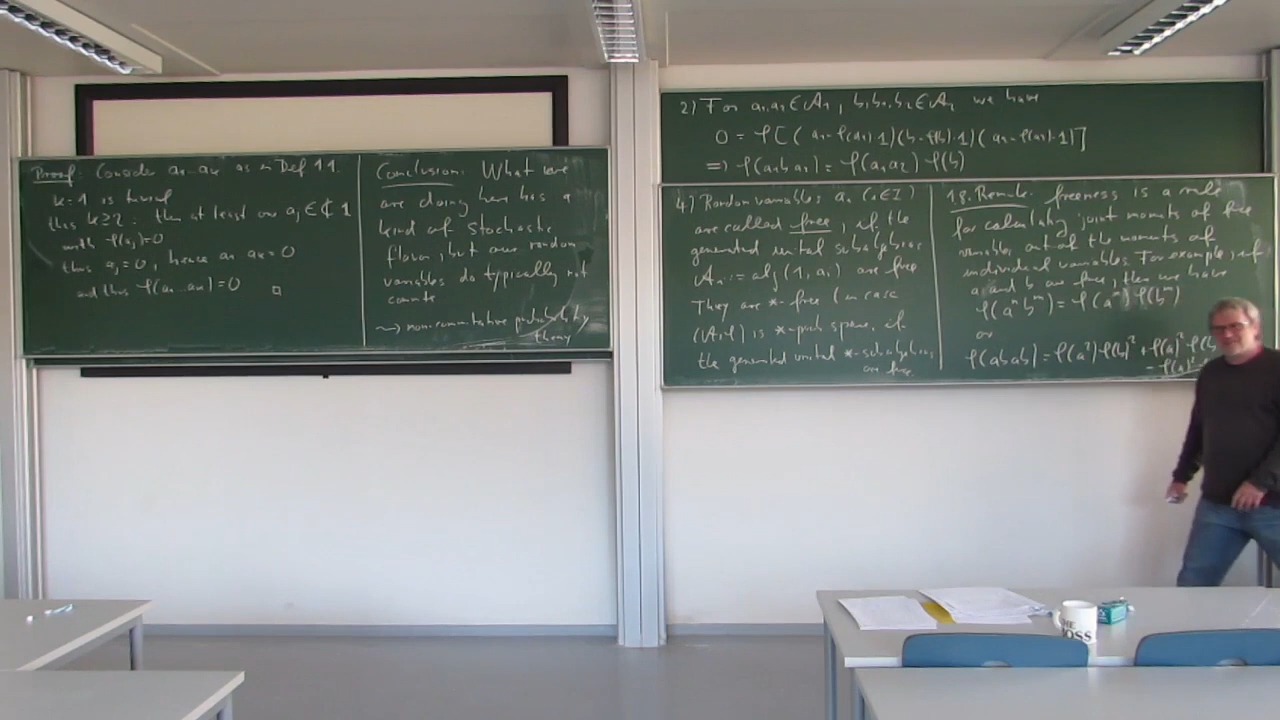 Proof: Consider a₁..aₖ as in Def 1.1.
k=1 is trivial
thus k≥2. then at least one aⱼ ∈ ℂ 1
with φ(aⱼ)=0
thus aⱼ=0, hence a₁ aₖ=0
and thus φ(a₁...aₖ)=0 □
Conclusion: What we
are doing here has a
kind of stochastic
flavor, but our random
variables do typically not
commute
⇝ non-commutative probability
theory
2) For a₁,a₂∈A₁, b,b₁,b₂∈A₂ we have
0 = φ[(a₁-φ(a₁)·1)(b-φ(b)·1)(a₂-φ(a₂)·1)]
⇒ φ(a₁ba₂) = φ(a₁a₂) φ(b)
4) Random variables aᵢ (i∈I)
are called free, if the
generated unital subalgebras
Aᵢ := alg(1,aᵢ) are free
They are *-free (in case
(A,φ) is *-prob space, if
the generated unital *-subalgebras
are free.
1.8. Remark: freeness is a rule
for calculating joint moments of free
variables out of the moments of
individual variables. For example, if
a and b are free, then we have
φ(aⁿbᵐ) = φ(aⁿ) φ(bᵐ)
or
φ(abab) = φ(a²)·φ(b)² + φ(a)²·φ(b
- φ(a)²
THE
BOSS